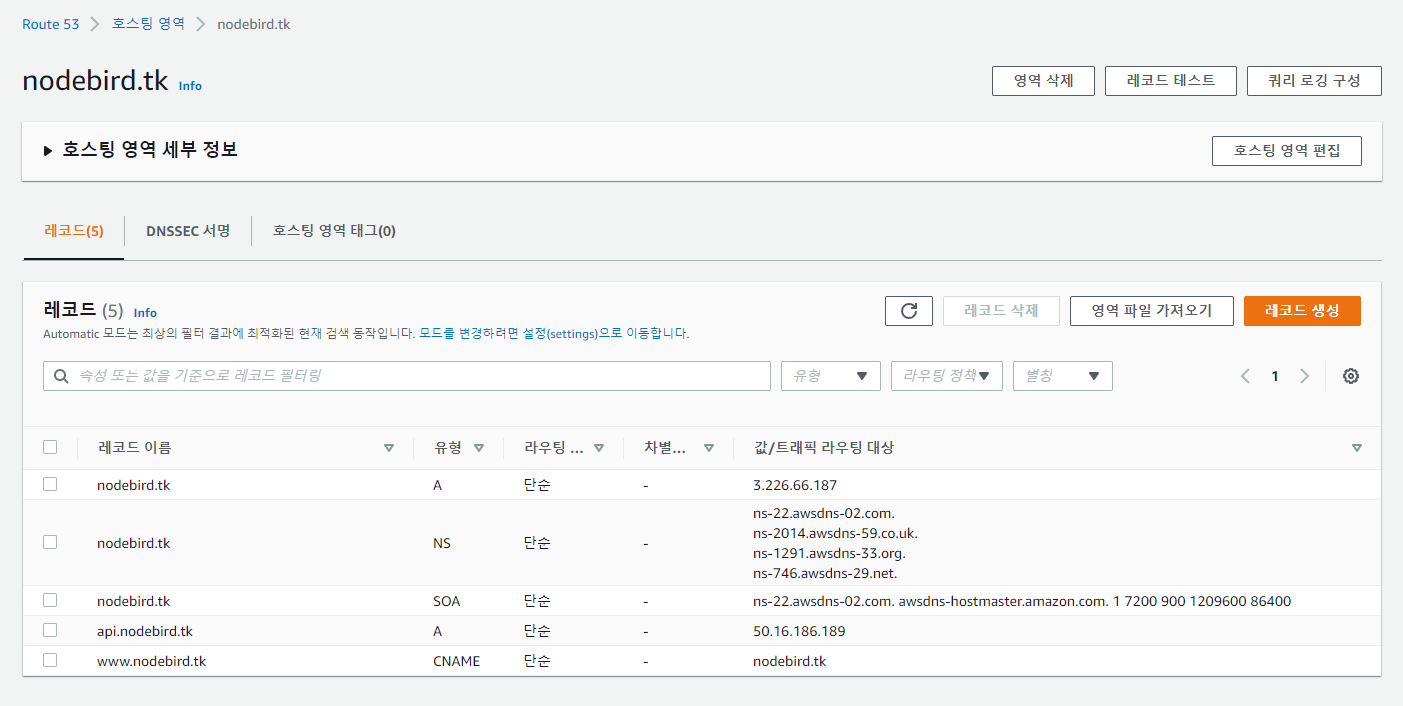 Route 53 호스팅 영역 nodebird.tk
nodebird.tk Info 영역 삭제 레코드 테스트 쿼리 로깅 구성
호스팅 영역 세부 정보 호스팅 영역 편집
레코드(5) DNSSEC 서명 호스팅 영역 태그(0)
레코드 (5) Info 레코드 삭제 영역 파일 가져오기 레코드 생성
Automatic 모드는 최상의 필터 결과에 최적화된 현재 검색 동작입니다. 모드를 변경하려면 설정(settings)으로 이동합니다.
속성 또는 값을 기준으로 레코드 필터링 유형 라우팅 정책 별칭 1
레코드 이름 유형 라우팅 ... 차별... 값/트래픽 라우팅 대상
nodebird.tk A 단순 - 3.226.66.187
ns-22.awsdns-02.com.
ns-2014.awsdns-59.co.uk.
nodebird.tk NS 단순 - ns-1291.awsdns-33.org.
ns-746.awsdns-29.net.
nodebird.tk SOA 단순 - ns-22.awsdns-02.com. awsdns-hostmaster.amazon.com. 1 7200 900 1209600 86400
api.nodebird.tk A 단순 - 50.16.186.189
www.nodebird.tk CNAME 단순 - nodebird.tk